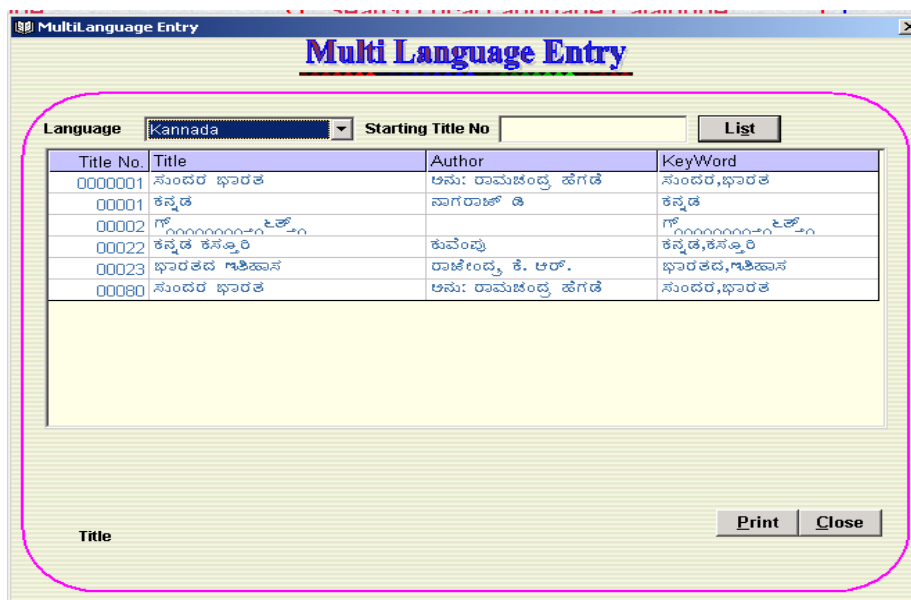 MultiLanguage Entry
Multi Language Entry
Language Kannada Starting Title No List
Title No. Title Author KeyWord
0000001 ಸುಂದರ ಭಾರತ ಅನು: ರಾಮಚಂದ್ರ ಹೆಗಡೆ ಸುಂದರ,ಭಾರತ
00001 ಕನ್ನಡ ನಾಗರಾಜ್ ಡಿ ಕನ್ನಡ
00002
00022 ಕನ್ನಡ ಕಸ್ತೂರಿ ಕುವೆಂಪು ಕನ್ನಡ,ಕಸ್ತೂರಿ
00023 ಭಾರತದ ಇತಿಹಾಸ ರಾಜೇಂದ್ರ ಕೆ. ಆರ್. ಭಾರತದ,ಇತಿಹಾಸ
00080 ಸುಂದರ ಭಾರತ ಅನು: ರಾಮಚಂದ್ರ ಹೆಗಡೆ ಸುಂದರ,ಭಾರತ
Print Close
Title